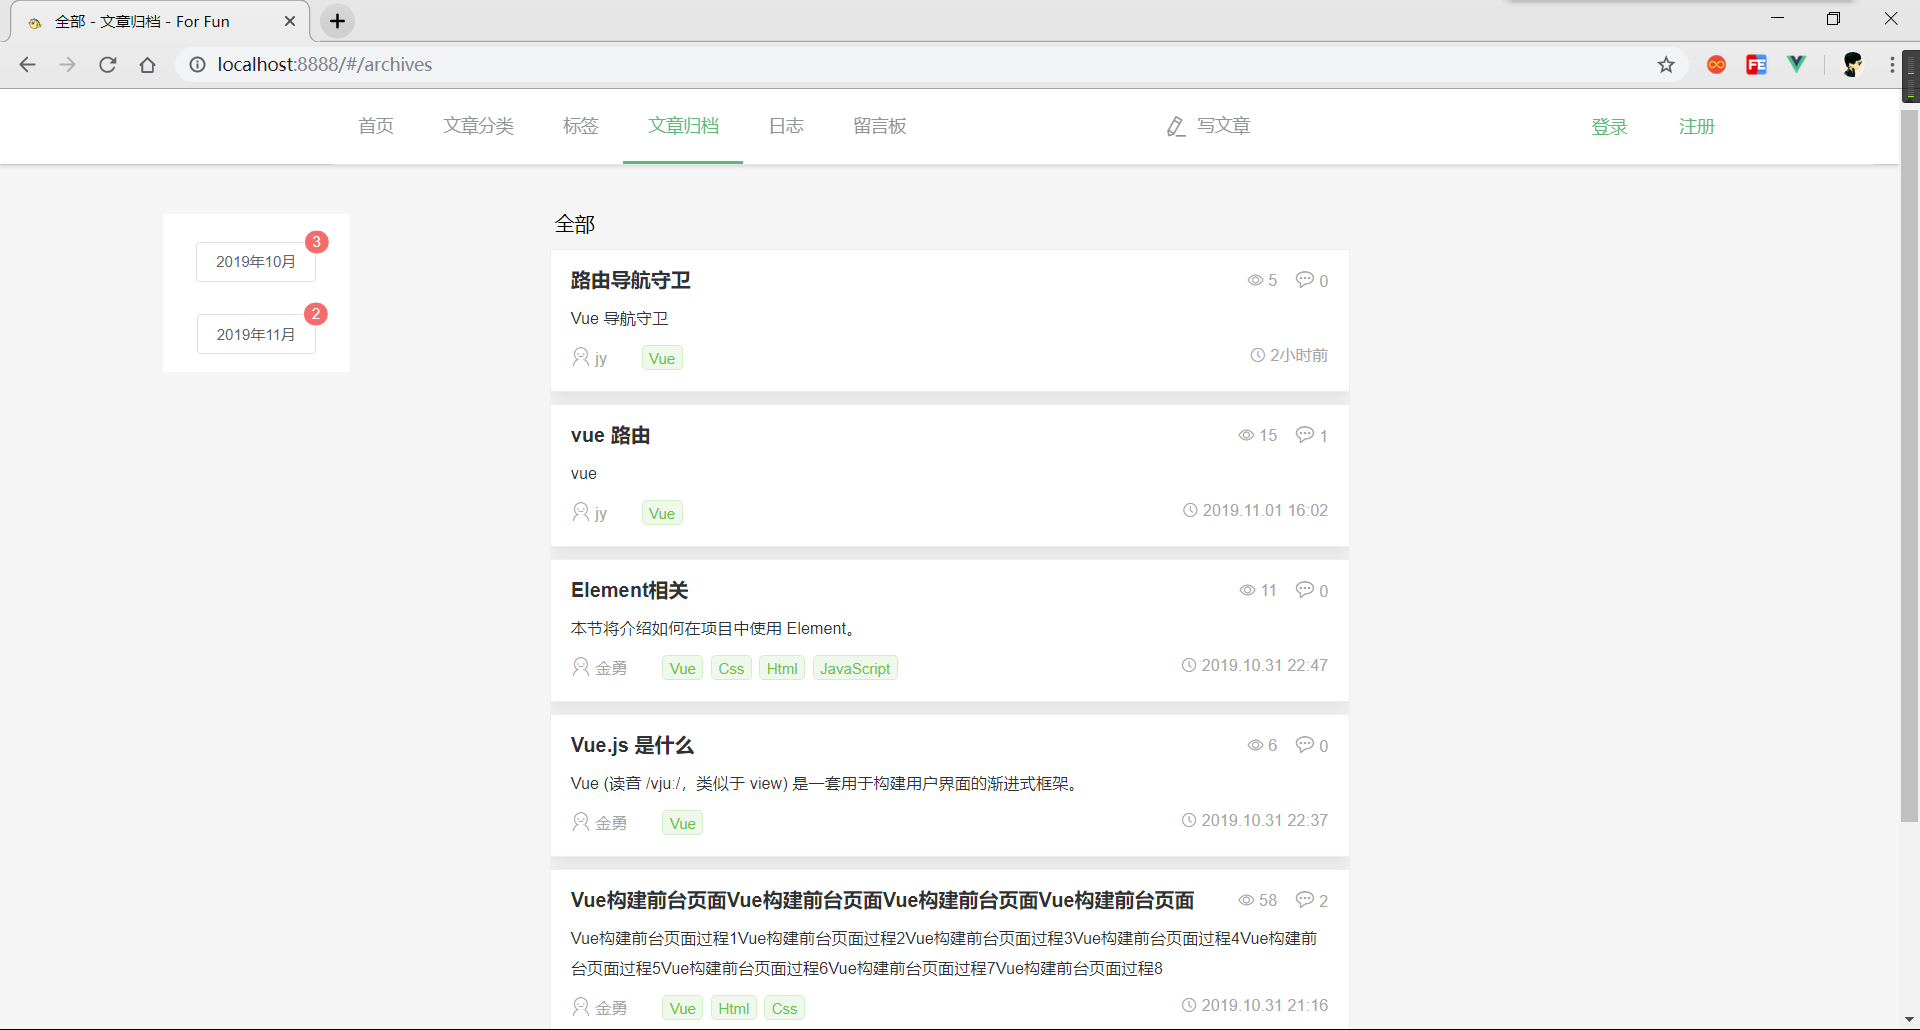 全部 - 文章归档 - For Fun
localhost:8888/#/archives
FE
首页 文章分类 标签 文章归档 日志 留言板 写文章 登录 注册
2019年10月 3
2019年11月 2
全部
路由导航守卫 5 0
Vue 导航守卫
jy Vue 2小时前
vue 路由 15 1
vue
jy Vue 2019.11.01 16:02
Element相关 11 0
本节将介绍如何在项目中使用 Element。
金勇 Vue Css Html JavaScript 2019.10.31 22:47
Vue.js 是什么 6 0
Vue (读音 /vjuː/，类似于 view) 是一套用于构建用户界面的渐进式框架。
金勇 Vue 2019.10.31 22:37
Vue构建前台页面Vue构建前台页面Vue构建前台页面Vue构建前台页面 58 2
Vue构建前台页面过程1Vue构建前台页面过程2Vue构建前台页面过程3Vue构建前台页面过程4Vue构建前
台页面过程5Vue构建前台页面过程6Vue构建前台页面过程7Vue构建前台页面过程8
金勇 Vue Html Css 2019.10.31 21:16